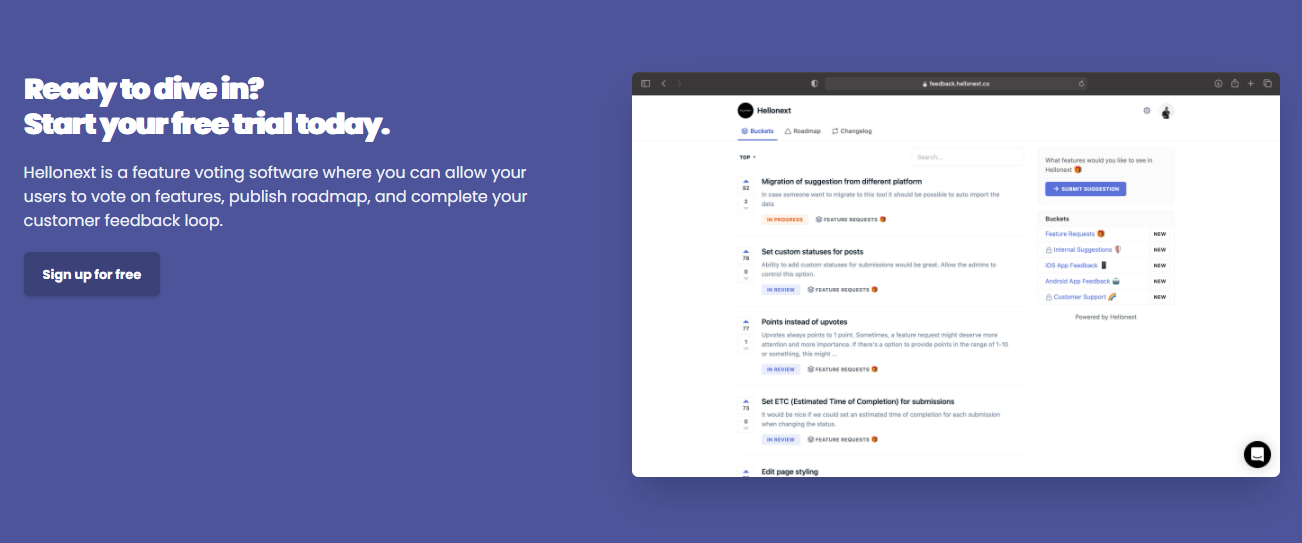 Ready to dive in?
Start your free trial today.
Hellonext is a feature voting software where you can allow your
users to vote on features, publish roadmap, and complete your
customer feedback loop.
Sign up for free
feedback.hellonext.co
Hellonext
Buckets Roadmap Changelog
TOP
Search...
92
2
Migration of suggestion from different platform
In case someone want to migrate to this tool it should be possible to auto import the
data
IN PROGRESS FEATURE REQUESTS 🎁
78
0
Set custom statuses for posts
Ability to add custom statuses for submissions would be great. Allow the admins to
control this option.
IN REVIEW FEATURE REQUESTS 🎁
77
1
Points instead of upvotes
Upvotes always points to 1 point. Sometimes, a feature request might deserve more
attention and more importance. If there's a option to provide points in the range of 1-10
or something, this might ...
IN REVIEW FEATURE REQUESTS 🎁
73
0
Set ETC (Estimated Time of Completion) for submissions
It would be nice if we could set an estimated time of completion for each submission
when changing the status.
IN REVIEW FEATURE REQUESTS 🎁
Edit page styling
What features would you like to see in
Hellonext 🎁
→ SUBMIT SUGGESTION
Buckets
Feature Requests 🎁 NEW
Internal Suggestions NEW
iOS App Feedback 📱 NEW
Android App Feedback 🤖 NEW
Customer Support 🌈 NEW
Powered by Hellonext